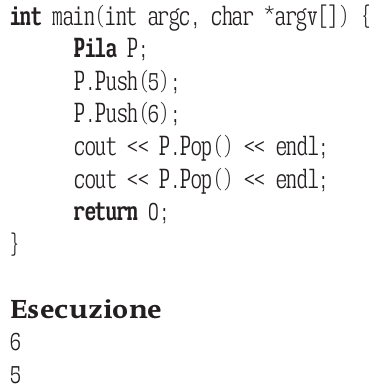 int main(int argc, char *argv[]) {
Pila P;
P.Push(5);
P.Push(6);
cout << P.Pop() << endl;
cout << P.Pop() << endl;
return 0;
}
Esecuzione
6
5